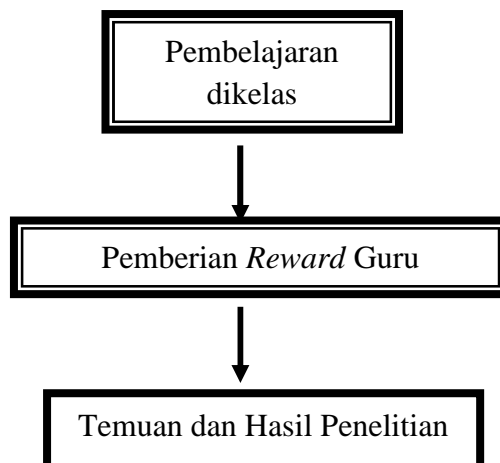 Pembelajaran
dikelas
Pemberian Reward Guru
Temuan dan Hasil Penelitian